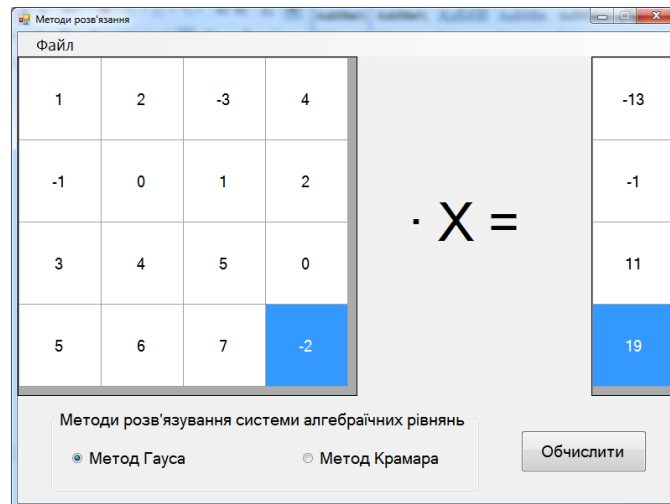 Методи розв'язання
Файл
1 2 -3 4 -13
-1 0 1 2 -1
· X =
3 4 5 0 11
5 6 7 -2 19
Методи розв'язування системи алгебраїчних рівнянь
Метод Гауса Метод Крамара Обчислити